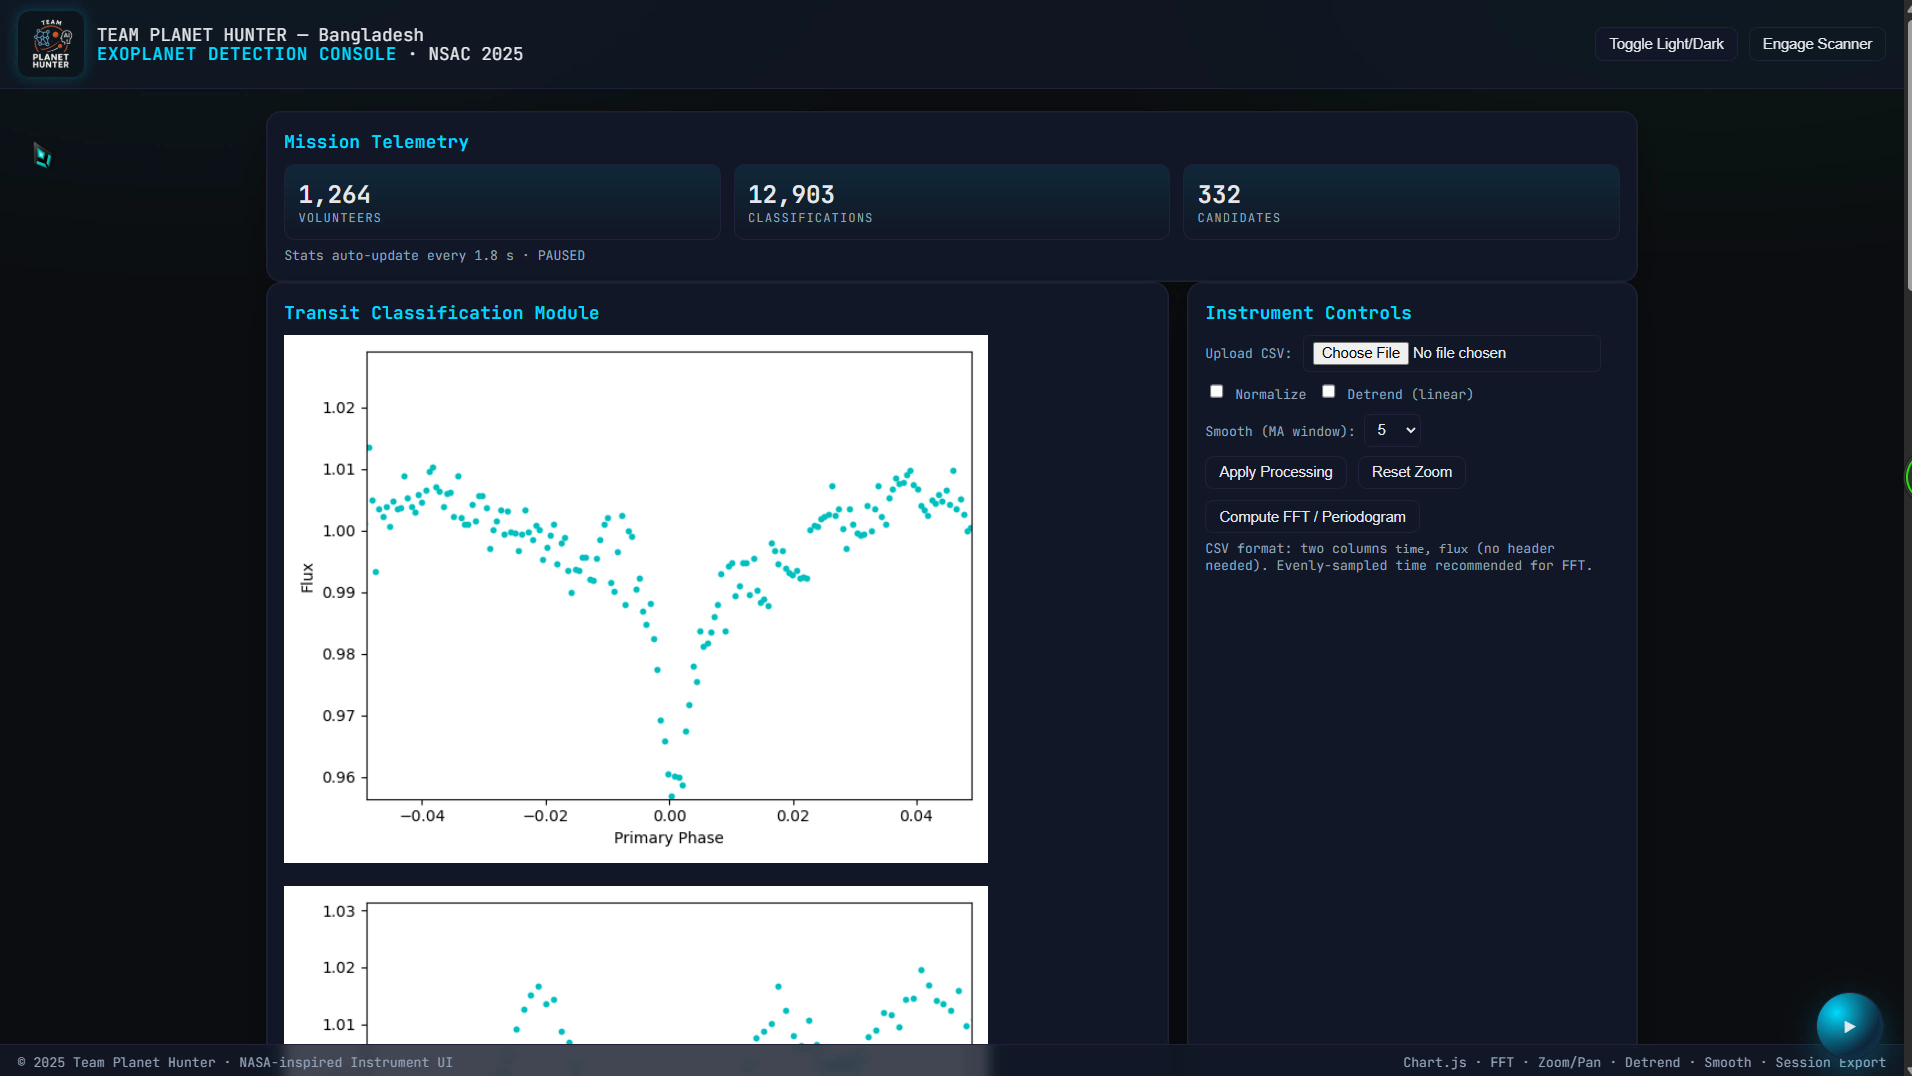 TEAM
PLANET
HUNTER
TEAM PLANET HUNTER — Bangladesh
EXOPLANET DETECTION CONSOLE · NSAC 2025
Toggle Light/Dark
Engage Scanner
Mission Telemetry
1,264
VOLUNTEERS
12,903
CLASSIFICATIONS
332
CANDIDATES
Stats auto-update every 1.8 s · PAUSED
Transit Classification Module
1.02
1.01
1.00
0.99
0.98
0.97
0.96
Flux
−0.04
−0.02
0.00
0.02
0.04
Primary Phase
1.03
1.02
1.01
Instrument Controls
Upload CSV: Choose File No file chosen
Normalize Detrend (linear)
Smooth (MA window): 5
Apply Processing Reset Zoom
Compute FFT / Periodogram
CSV format: two columns time, flux (no header
needed). Evenly-sampled time recommended for FFT.
© 2025 Team Planet Hunter · NASA-inspired Instrument UI
Chart.js · FFT · Zoom/Pan · Detrend · Smooth · Session Export